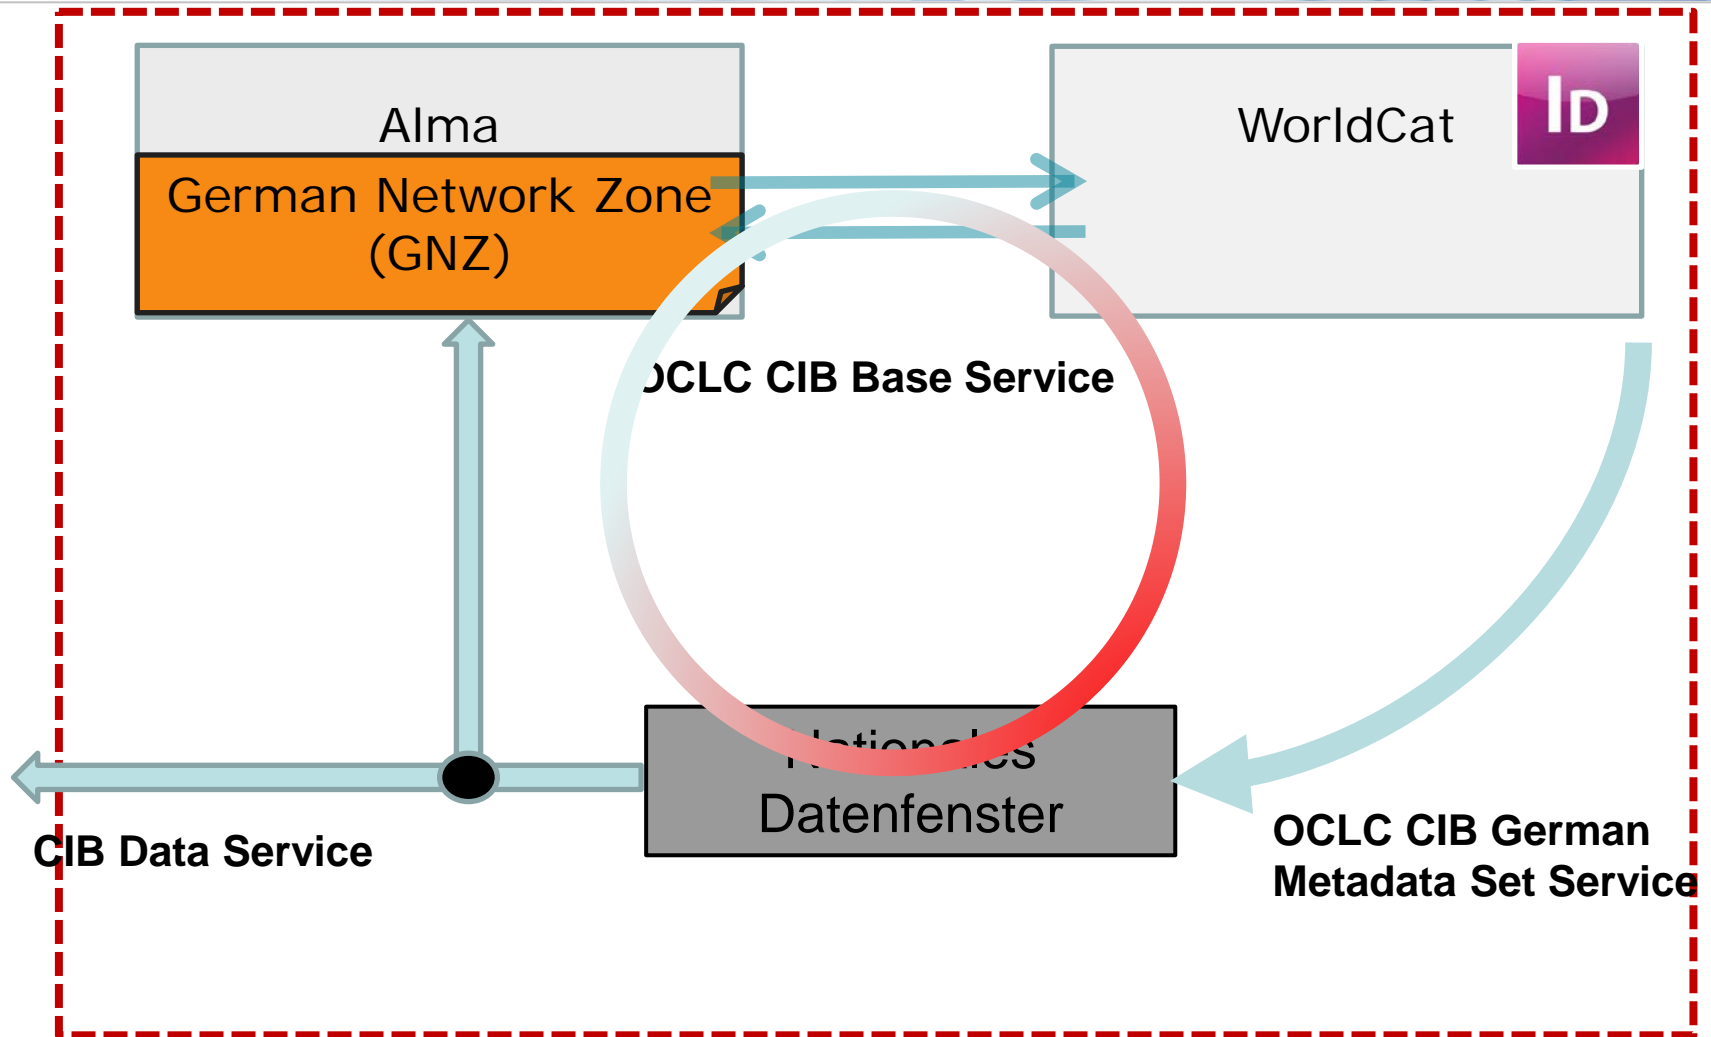 Alma
German Network Zone
(GNZ)
WorldCat
ID
OCLC CIB Base Service
Nationales
Datenfenster
CIB Data Service
OCLC CIB German
Metadata Set Service